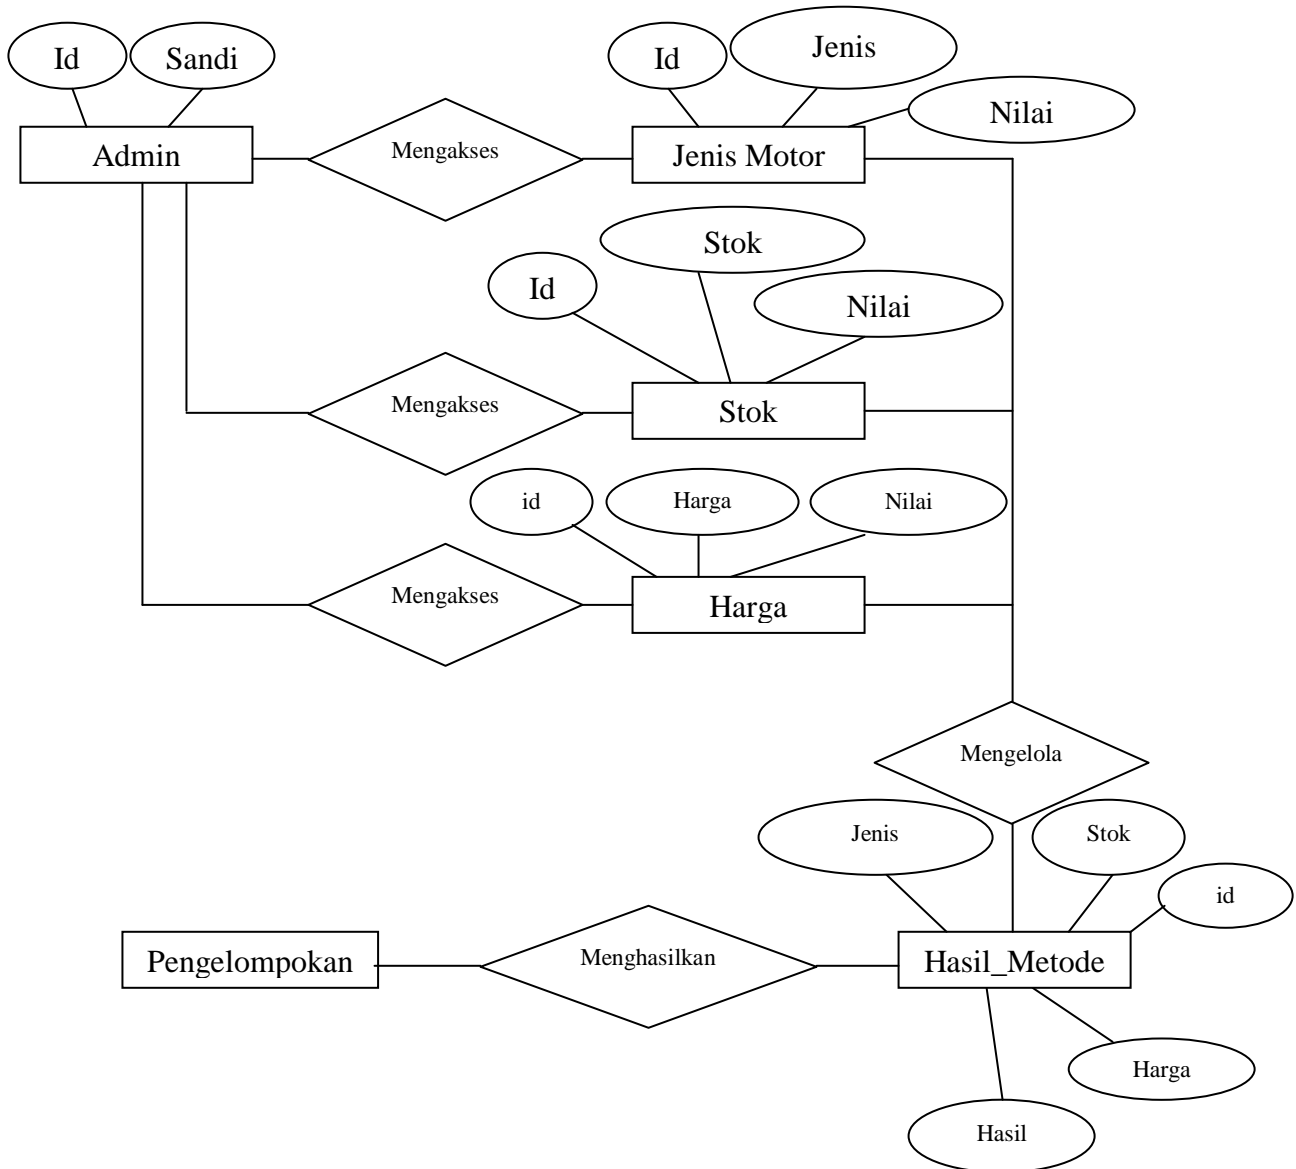 Id
Sandi
Id
Jenis
Nilai
Admin
Mengakses
Jenis Motor
Stok
Id
Nilai
Mengakses
Stok
id
Harga
Nilai
Mengakses
Harga
Mengelola
Jenis
Stok
id
Pengelompokan
Menghasilkan
Hasil_Metode
Harga
Hasil